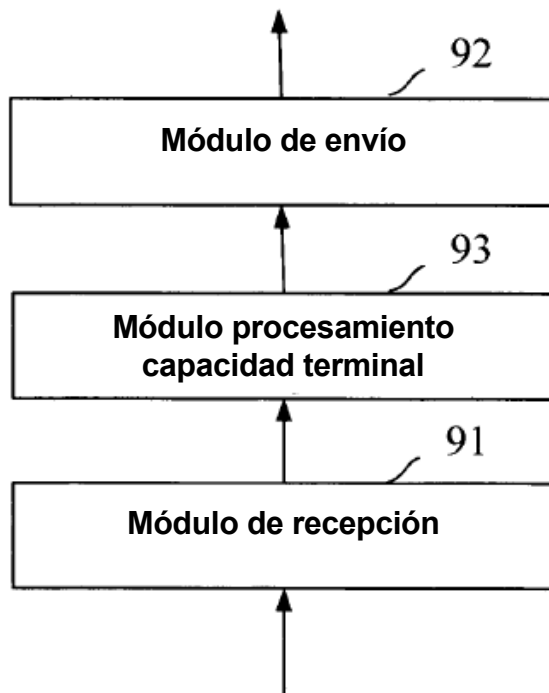 92
Módulo de envío
93
Módulo procesamiento
capacidad terminal
91
Módulo de recepción